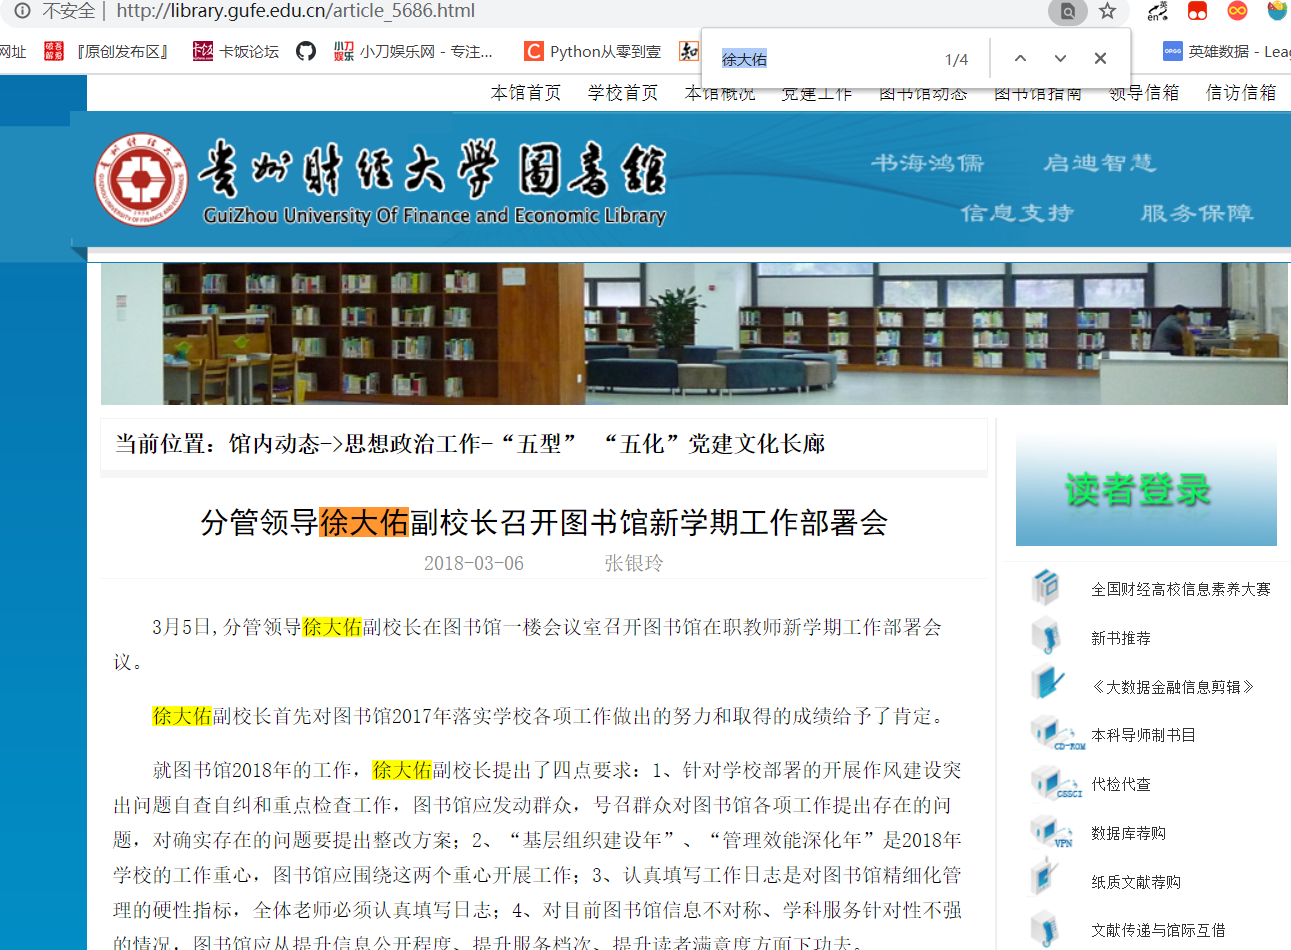 不安全 | http://library.gufe.edu.cn/article_5686.html
网址 『原创发布区』 卡饭论坛 小刀娱乐网 - 专注... Python从零到壹 知 英雄数据 - Leag
徐大佑 1/4
本馆首页 学校首页 本馆概况 党建工作 图书馆动态 图书馆指南 领导信箱 信访信箱
贵州财经大学圖書館
GuiZhou University Of Finance and Economic Library
书海鸿儒 启迪智慧
信息支持 服务保障
当前位置：馆内动态->思想政治工作-“五型” “五化”党建文化长廊
分管领导徐大佑副校长召开图书馆新学期工作部署会
2018-03-06 张银玲
3月5日,分管领导徐大佑副校长在图书馆一楼会议室召开图书馆在职教师新学期工作部署会
议。
徐大佑副校长首先对图书馆2017年落实学校各项工作做出的努力和取得的成绩给予了肯定。
就图书馆2018年的工作，徐大佑副校长提出了四点要求：1、针对学校部署的开展作风建设突
出问题自查自纠和重点检查工作，图书馆应发动群众，号召群众对图书馆各项工作提出存在的问
题，对确实存在的问题要提出整改方案；2、“基层组织建设年”、“管理效能深化年”是2018年
学校的工作重心，图书馆应围绕这两个重心开展工作；3、认真填写工作日志是对图书馆精细化管
理的硬性指标，全体老师必须认真填写日志；4、对目前图书馆信息不对称、学科服务针对性不强
的情况，图书馆应从提升信息公开程度、提升服务档次、提升读者满意度方面下功夫。
读者登录
全国财经高校信息素养大赛
新书推荐
《大数据金融信息剪辑》
CD-ROM 本科导师制书目
CSSCI 代检代查
VPN 数据库荐购
纸质文献荐购
文献传递与馆际互借